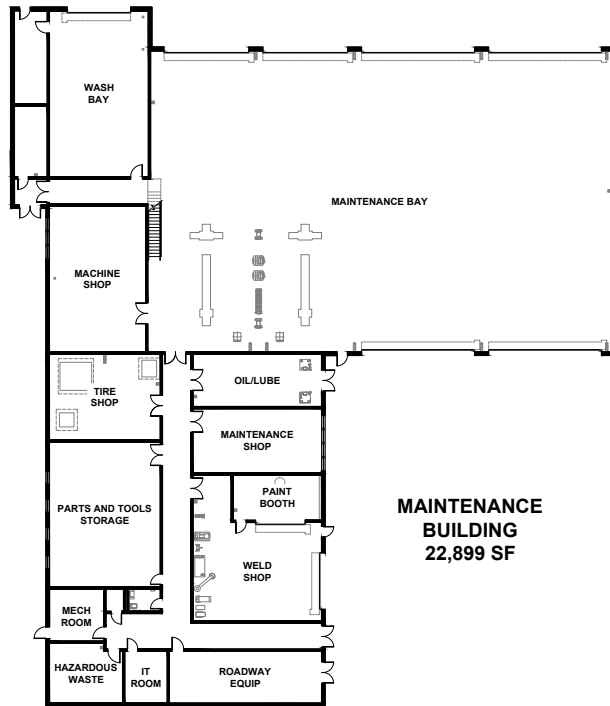 WASH
BAY
MAINTENANCE BAY
MACHINE
SHOP
OIL/LUBE
TIRE
SHOP
MAINTENANCE
SHOP
PAINT
BOOTH
PARTS AND TOOLS
STORAGE
MAINTENANCE
BUILDING
22,899 SF
WELD
SHOP
MECH
ROOM
HAZARDOUS
WASTE
IT
ROOM
ROADWAY
EQUIP